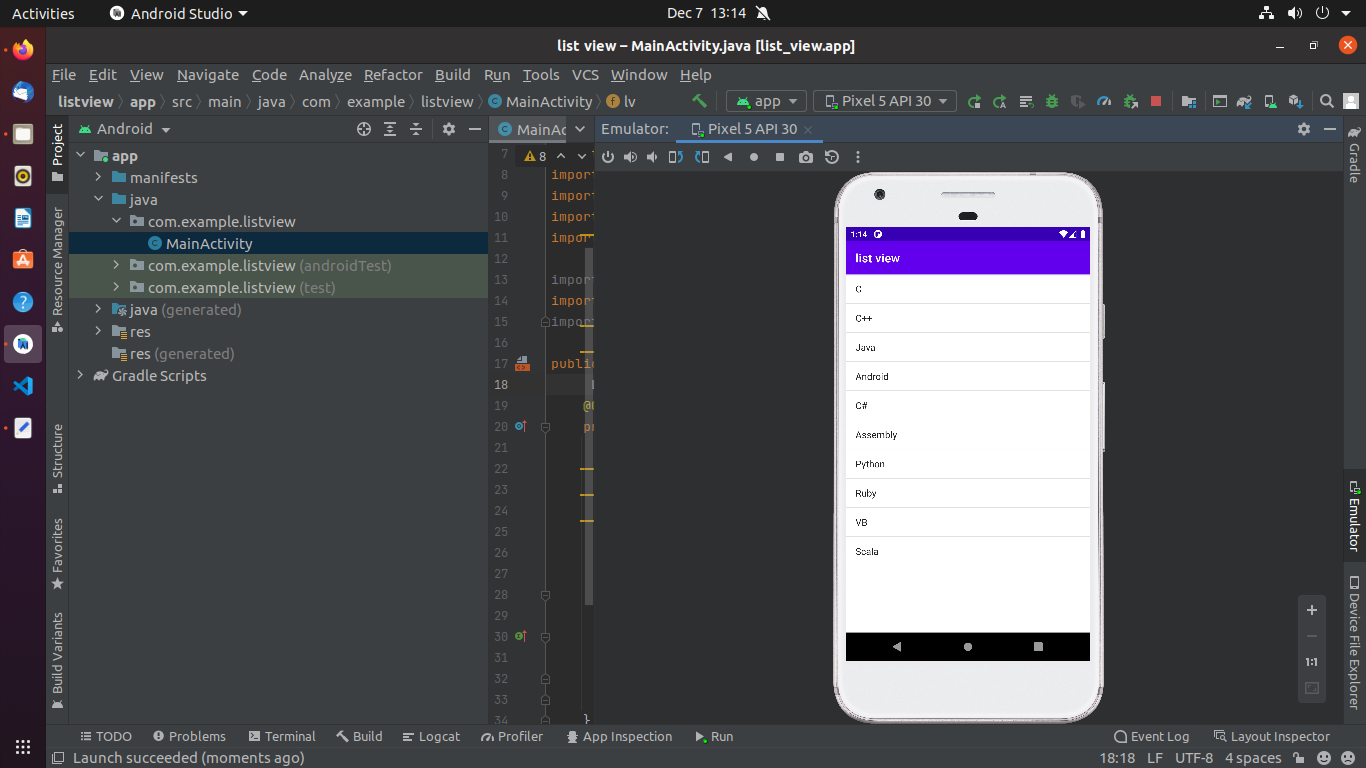 Activities Android Studio Dec 7 13:14
list view – MainActivity.java [list_view.app]
File Edit View Navigate Code Analyze Refactor Build Run Tools VCS Window Help
listview app src main java com example listview MainActivity lv app Pixel 5 API 30
Project
Resource Manager
Structure
Favorites
Build Variants
Android
app
manifests
java
com.example.listview
MainActivity
com.example.listview (androidTest)
com.example.listview (test)
java (generated)
res
res (generated)
Gradle Scripts
MainAc
8
7
8 import
9 import
10 import
11 import
12
13 import
14 import
15 import
16
17 public
18
19
20
21
22
23
24
25
26
27
28
29
30
31
32
33
34 }
Emulator: Pixel 5 API 30
1:14
list view
C
C++
Java
Android
C#
Assembly
Python
Ruby
VB
Scala
1:1
Gradle
Emulator
Device File Explorer
TODO Problems Terminal Build Logcat Profiler App Inspection Run Event Log Layout Inspector
Launch succeeded (moments ago) 18:18 LF UTF-8 4 spaces